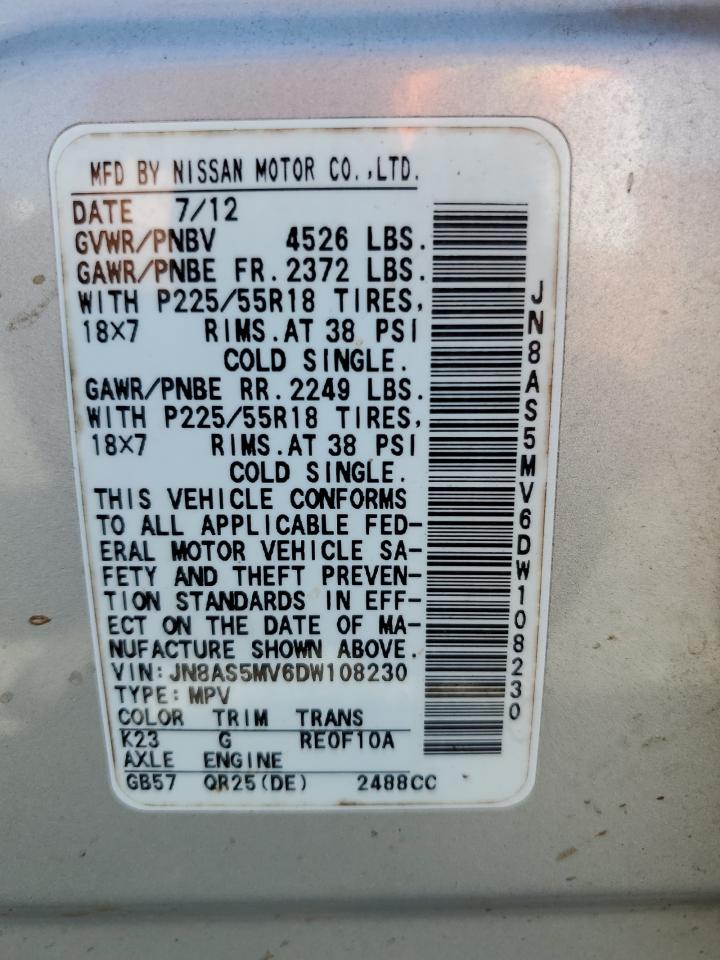 MFD BY NISSAN MOTOR CO.,LTD.
DATE 7/12
GVWR/PNBV 4526 LBS.
GAWR/PNBE FR. 2372 LBS.
WITH P225/55R18 TIRES,
18X7 RIMS. AT 38 PSI
COLD SINGLE.
GAWR/PNBE RR. 2249 LBS.
WITH P225/55R18 TIRES,
18X7 RIMS. AT 38 PSI
COLD SINGLE.
THIS VEHICLE CONFORMS
TO ALL APPLICABLE FED-
ERAL MOTOR VEHICLE SA-
FETY AND THEFT PREVEN-
TION STANDARDS IN EFF-
ECT ON THE DATE OF MA-
NUFACTURE SHOWN ABOVE.
VIN: JN8AS5MV6DW108230
TYPE: MPV
COLOR TRIM TRANS
K23 G RE0F10A
AXLE ENGINE
GB57 QR25(DE) 2488CC
JN8AS5MV6DW108230